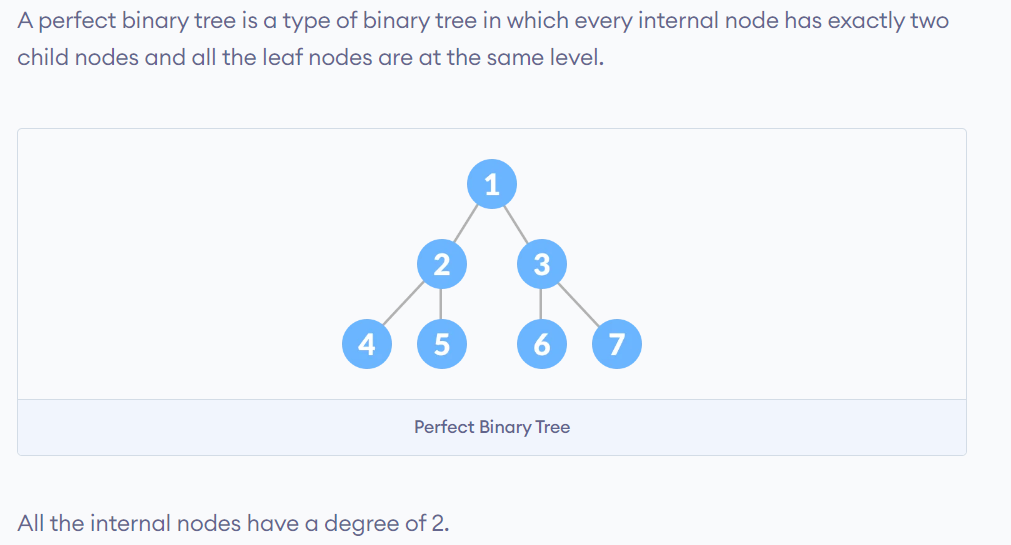 A perfect binary tree is a type of binary tree in which every internal node has exactly two
child nodes and all the leaf nodes are at the same level.
1
2 3
4 5 6 7
Perfect Binary Tree
All the internal nodes have a degree of 2.